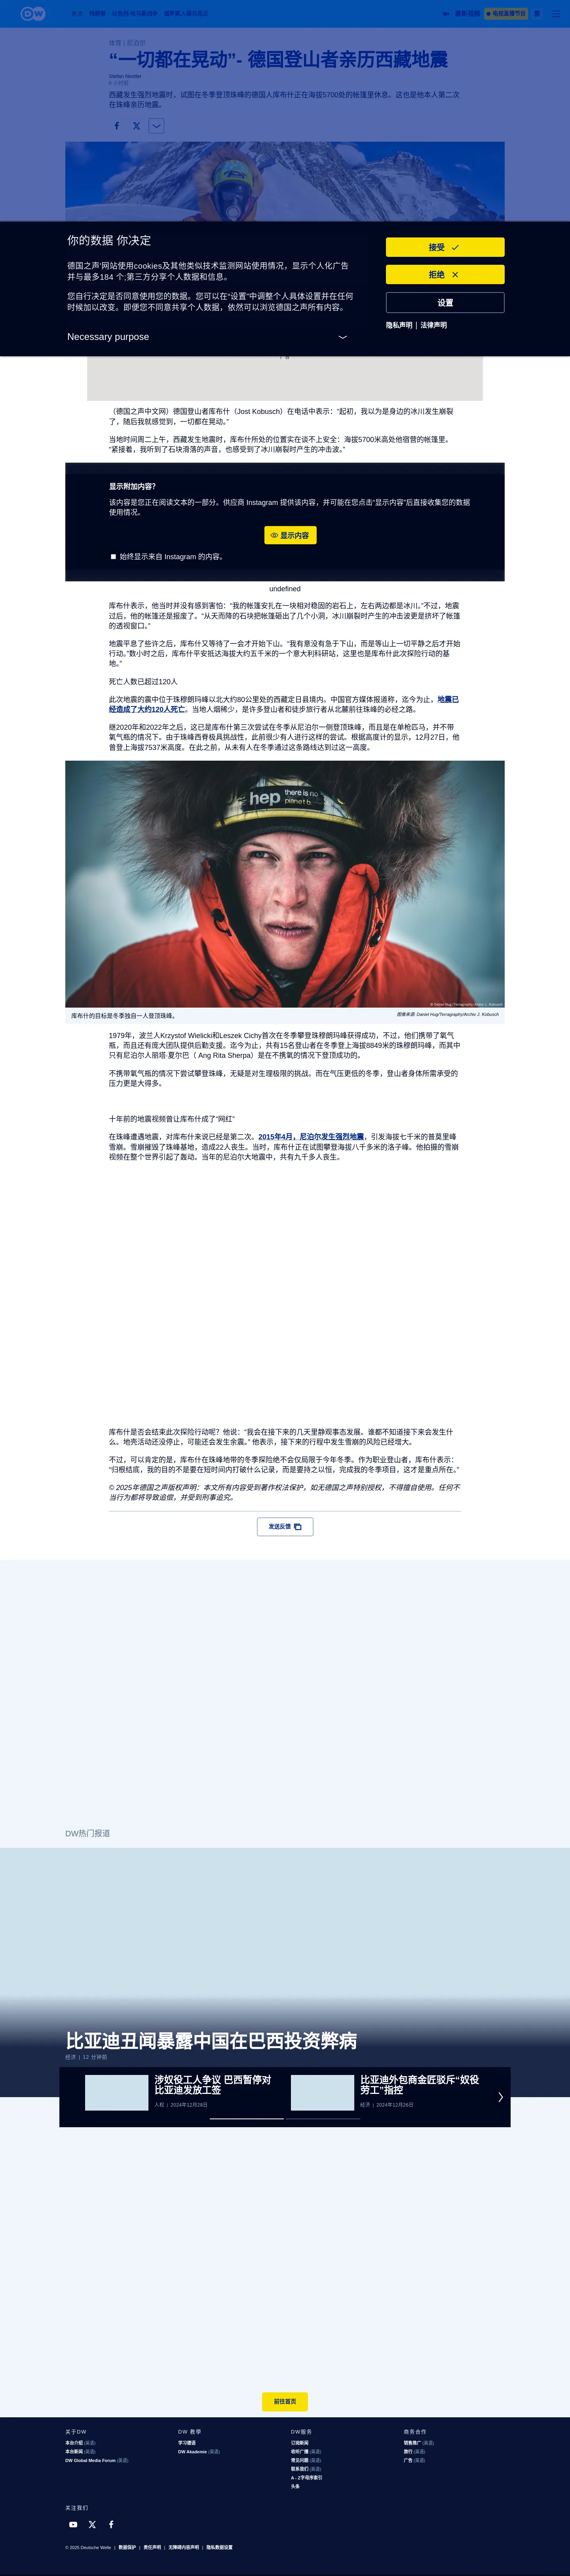 DW
最新视频
电视直播节目
体育 | 尼泊尔
“一切都在晃动”- 德国登山者亲历西藏地震
Stefan Nestler
西藏发生强烈地震时，试图在冬季登顶珠峰的德国人库布什正在海拔5700处的帐篷里休息。这也是他本人第二次
在珠峰亲历地震。
你的数据 你决定
德国之声'网站使用cookies及其他类似技术监测网站使用情况，显示个人化广告
并与最多184 个;第三方分享个人数据和信息。
您自行决定是否同意使用您的数据。您可以在“设置”中调整个人具体设置并在任何
时候加以改变。即便您不同意共享个人数据，依然可以浏览德国之声所有内容。
Necessary purpose
接受
拒绝
设置
隐私声明 | 法律声明
（德国之声中文网）德国登山者库布什（Jost Kobusch）在电话中表示：“起初，我以为是身边的冰川发生崩裂
了，随后我就感觉到，一切都在晃动。”
当地时间周二上午，西藏发生地震时，库布什所处的位置实在谈不上安全：海拔5700米高处他宿营的帐篷里。
“紧接着，我听到了石块滑落的声音，也感受到了冰川崩裂时产生的冲击波。”
显示附加内容?
该内容是您正在阅读文本的一部分。供应商 Instagram 提供该内容，并可能在您点击“显示内容”后直接收集您的数据
使用情况。
显示内容
始终显示来自 Instagram 的内容。
undefined
库布什表示，他当时并没有感到害怕：“我的帐篷安扎在一块相对稳固的岩石上，左右两边都是冰川。”不过，地震
过后，他的帐篷还是报废了。“从天而降的石块把帐篷砸出了几个小洞，冰川崩裂时产生的冲击波更是挤坏了帐篷
的透视窗口。”
地震平息了些许之后，库布什又等待了一会才开始下山。“我有意没有急于下山，而是等山上一切平静之后才开始
行动。”数小时之后，库布什平安抵达海拔大约五千米的一个意大利科研站，这里也是库布什此次探险行动的基
地。”
死亡人数已超过120人
此次地震的震中位于珠穆朗玛峰以北大约80公里处的西藏定日县境内。中国官方媒体报道称，迄今为止，地震已
经造成了大约120人死亡。当地人烟稀少，是许多登山者和徒步旅行者从北麓前往珠峰的必经之路。
继2020年和2022年之后，这已是库布什第三次尝试在冬季从尼泊尔一侧登顶珠峰，而且是在单枪匹马，并不带
氧气瓶的情况下。由于珠峰西脊极具挑战性，此前很少有人进行这样的尝试。根据高度计的显示，12月27日，他
曾登上海拔7537米高度。在此之前，从未有人在冬季通过这条路线达到过这一高度。
hep
there is no
planet b.
© Daniel Hug/Terragraphy/Archiv J. Kobusch
库布什的目标是冬季独自一人登顶珠峰。
图像来源: Daniel Hug/Terragraphy/Archiv J. Kobusch
1979年，波兰人Krzystof Wielicki和Leszek Cichy首次在冬季攀登珠穆朗玛峰获得成功，不过，他们携带了氧气
瓶，而且还有庞大团队提供后勤支援。迄今为止，共有15名登山者在冬季登上海拔8849米的珠穆朗玛峰，而其中
只有尼泊尔人丽塔·夏尔巴（ Ang Rita Sherpa）是在不携氧的情况下登顶成功的。
不携带氧气瓶的情况下尝试攀登珠峰，无疑是对生理极限的挑战。而在气压更低的冬季，登山者身体所需承受的
压力更是大得多。
十年前的地震视频曾让库布什成了“网红”
在珠峰遭遇地震，对库布什来说已经是第二次。2015年4月，尼泊尔发生强烈地震，引发海拔七千米的普莫里峰
雪崩。雪崩摧毁了珠峰基地，造成22人丧生。当时，库布什正在试图攀登海拔八千多米的洛子峰。他拍摄的雪崩
视频在整个世界引起了轰动。当年的尼泊尔大地震中，共有九千多人丧生。
库布什是否会结束此次探险行动呢？他说：“我会在接下来的几天里静观事态发展。谁都不知道接下来会发生什
么。地壳活动还没停止，可能还会发生余震。” 他表示，接下来的行程中发生雪崩的风险已经增大。
不过，可以肯定的是，库布什在珠峰地带的冬季探险绝不会仅局限于今年冬季。作为职业登山者，库布什表示：
“归根结底，我的目的不是要在短时间内打破什么记录，而是要持之以恒，完成我的冬季项目，这才是重点所在。”
© 2025年德国之声版权声明：本文所有内容受到著作权法保护，如无德国之声特别授权，不得擅自使用。任何不
当行为都将导致追偿，并受到刑事追究。
发送反馈
DW热门报道
比亚迪丑闻暴露中国在巴西投资弊病
经济 | 12 分钟前
涉奴役工人争议 巴西暂停对
比亚迪发放工签
人权 | 2024年12月28日
比亚迪外包商金匠驳斥“奴役
劳工”指控
经济 | 2024年12月26日
前往首页
关于DW
本台介绍 (英语)
本台新闻 (英语)
DW Global Media Forum (英语)
DW 教學
学习德语
DW Akademie (英语)
DW服务
订阅新闻
收听广播 (英语)
常见问题 (英语)
联系我们 (英语)
A - Z字母序索引
头条
商务合作
销售推广 (英语)
旅行 (英语)
广告 (英语)
关注我们
© 2025 Deutsche Welle | 数据保护 | 责任声明 | 无障碍内容声明 | 隐私数据设置